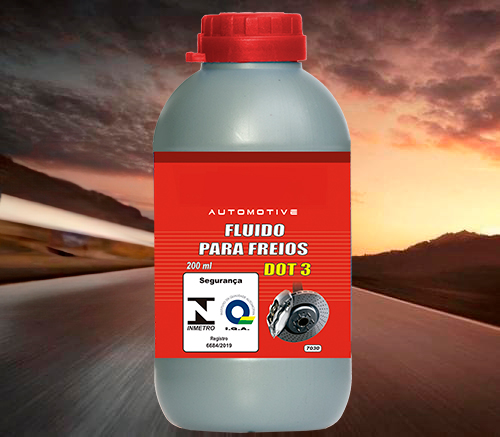 AUTOMOTIVE
FLUIDO
PARA FREIOS
200 ml DOT 3
Segurança
INMETRO
I.Q.A.
Registro
6684/2019
7030